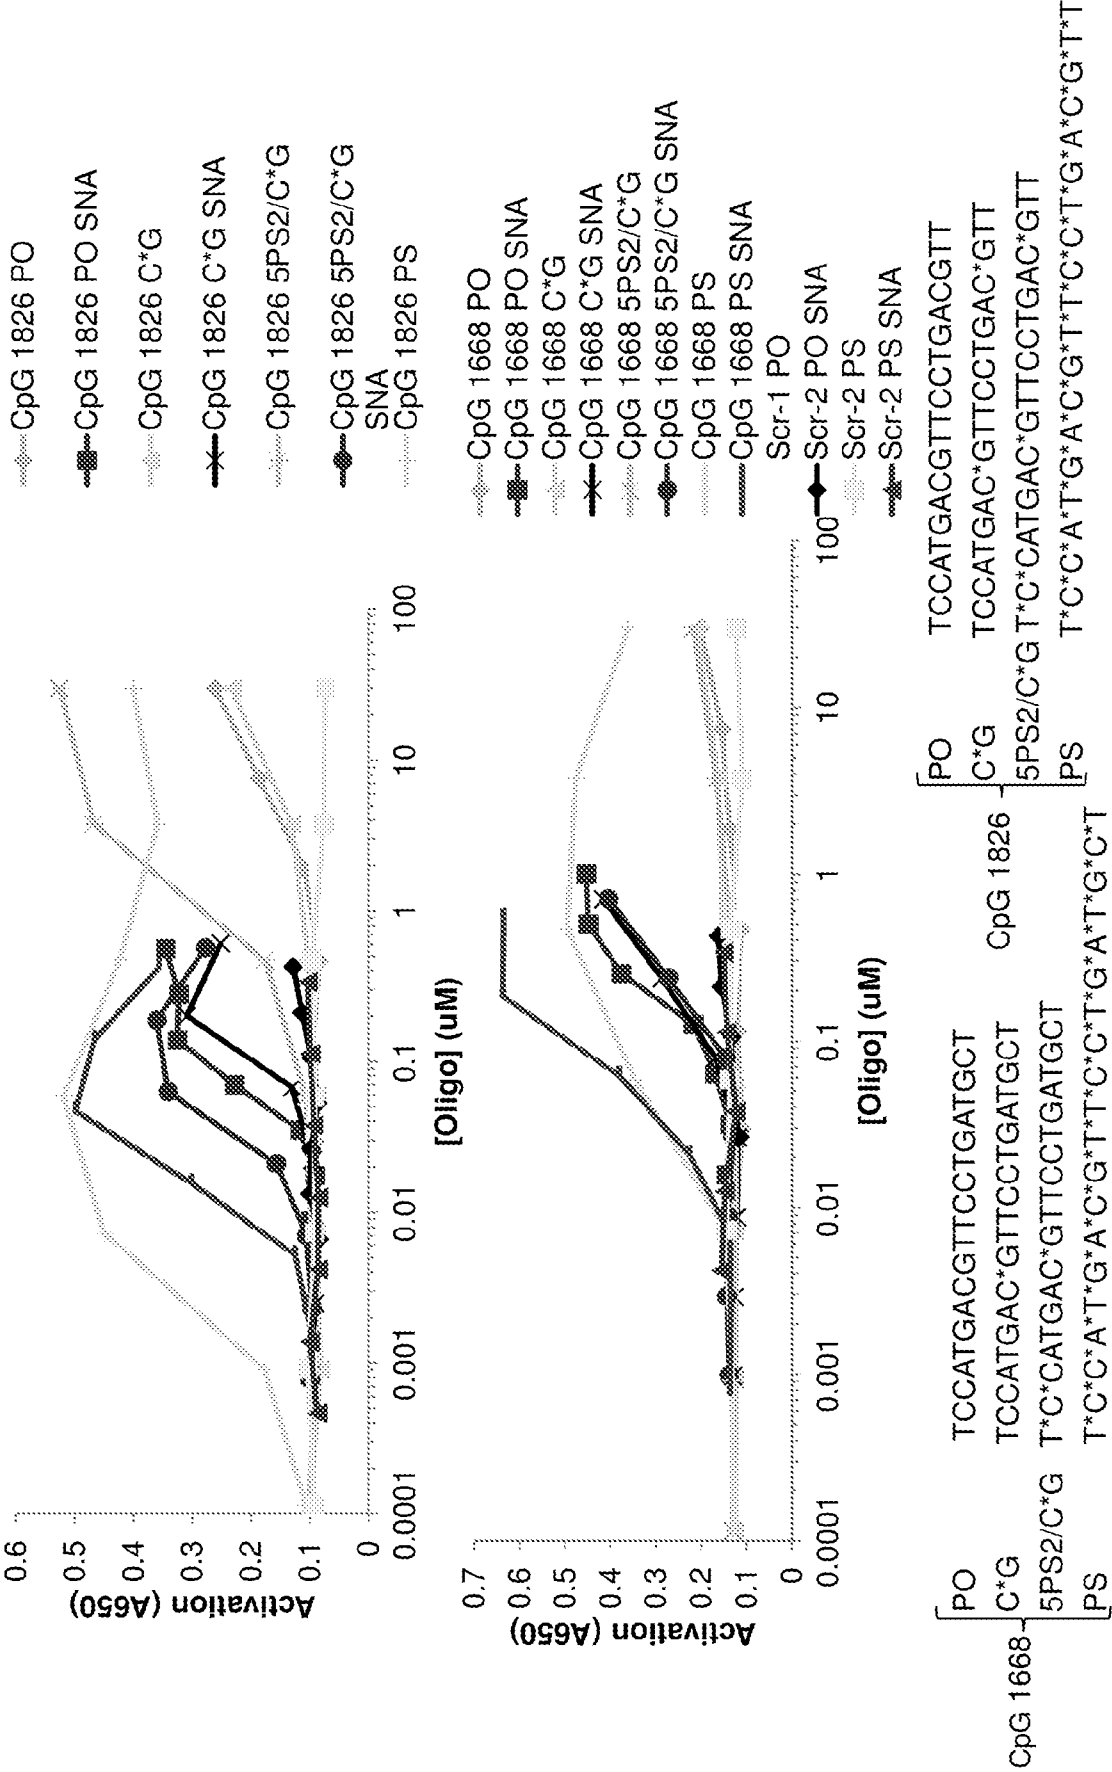 0.6
0.5
0.4
0.3
0.2
0.1
0
Activation (A650)
0.0001
0.001
0.01
0.1
1
10
100
[Oligo] (uM)
CpG 1826 PO
CpG 1826 PO SNA
CpG 1826 C*G
CpG 1826 C*G SNA
CpG 1826 5PS2/C*G
CpG 1826 5PS2/C*G
SNA
CpG 1826 PS
0.7
0.6
0.5
0.4
0.3
0.2
0.1
0
Activation (A650)
0.0001
0.001
0.01
0.1
1
10
100
[Oligo] (uM)
CpG 1668 PO
CpG 1668 PO SNA
CpG 1668 C*G
CpG 1668 C*G SNA
CpG 1668 5PS2/C*G
CpG 1668 5PS2/C*G SNA
CpG 1668 PS
CpG 1668 PS SNA
Scr-1 PO
Scr-2 PO SNA
Scr-2 PS
Scr-2 PS SNA
CpG 1668
PO TCCATGACGTTCCTGATGCT
C*G TCCATGAC*GTTCCTGATGCT
5PS2/C*G T*C*CATGAC*GTTCCTGATGCT
PS T*C*C*A*T*G*A*C*G*T*T*C*C*T*G*A*T*G*C*T
CpG 1826
PO TCCATGACGTTCCTGACGTT
C*G TCCATGAC*GTTCCTGAC*GTT
5PS2/C*G T*C*CATGAC*GTTCCTGAC*GTT
PS T*C*C*A*T*G*A*C*G*T*T*C*C*T*G*A*C*G*T*T